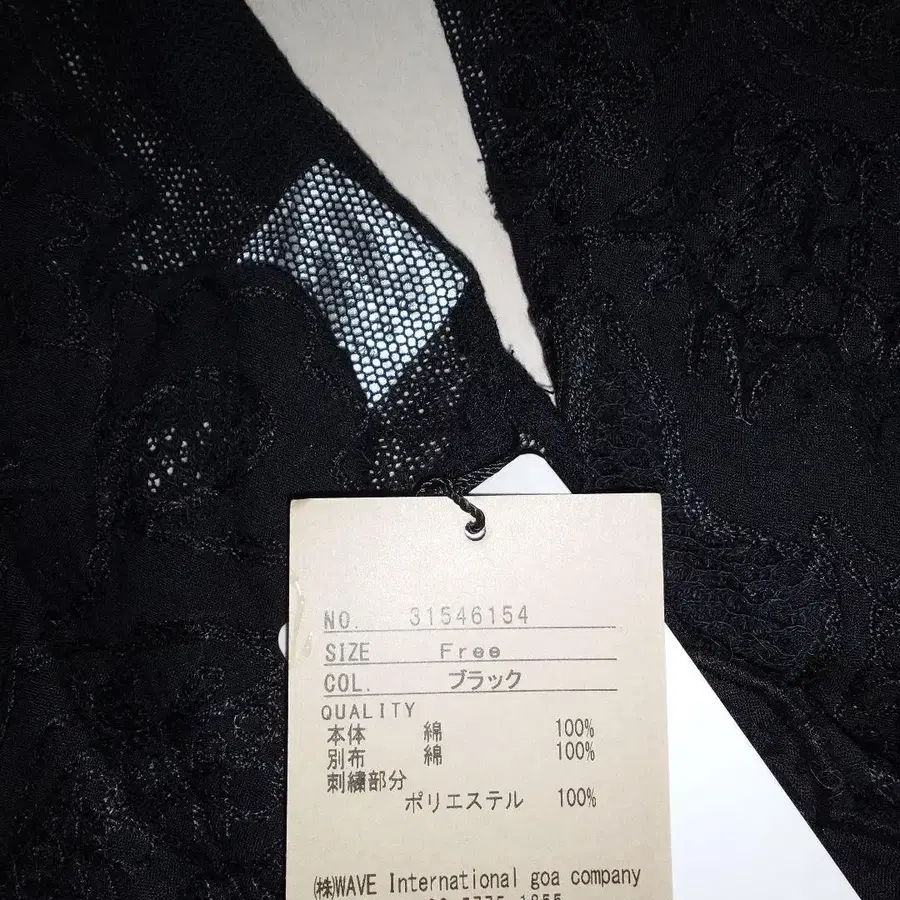 NO. 31546154
SIZE Free
COL. ブラック
QUALITY
本体 綿 100%
別布 綿 100%
刺繍部分
ポリエステル 100%
㈱WAVE International goa company